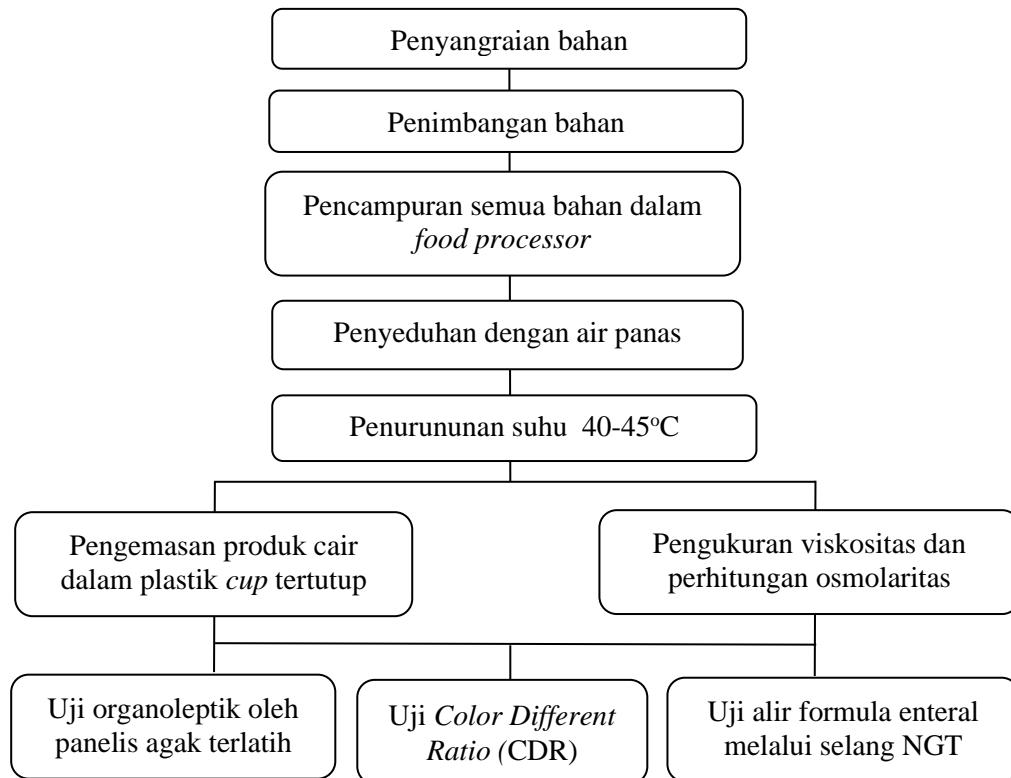 Penyangraian bahan
Penimbangan bahan
Pencampuran semua bahan dalam
food processor
Penyeduhan dengan air panas
Penurununan suhu  40-45°C
Pengemasan produk cair
dalam plastik cup tertutup
Pengukuran viskositas dan
perhitungan osmolaritas
Uji organoleptik oleh
panelis agak terlatih
Uji Color Different
Ratio (CDR)
Uji alir formula enteral
melalui selang NGT